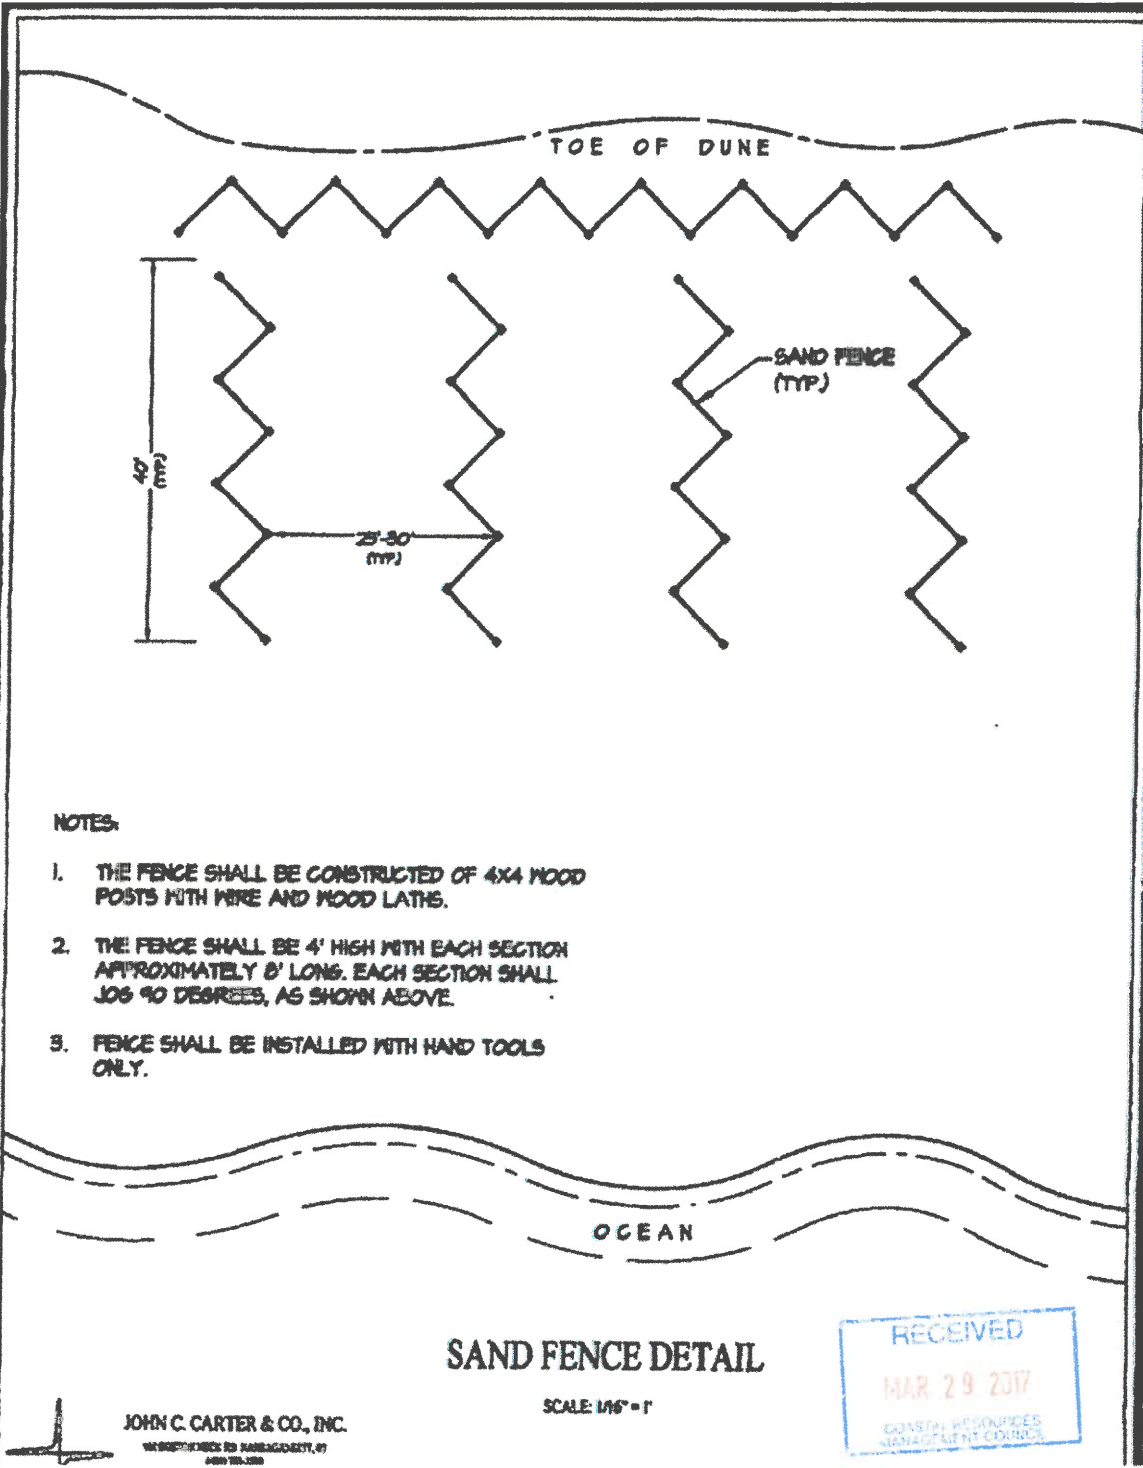 TOE OF DUNE
SAND FENCE
(TYP.)
40'
(TYP.)
25'-30'
(TYP.)
NOTES:
1. THE FENCE SHALL BE CONSTRUCTED OF 4X4 WOOD
POSTS WITH WIRE AND WOOD LATHS.
2. THE FENCE SHALL BE 4' HIGH WITH EACH SECTION
APPROXIMATELY 8' LONG. EACH SECTION SHALL
JOG 90 DEGREES, AS SHOWN ABOVE.
3. FENCE SHALL BE INSTALLED WITH HAND TOOLS
ONLY.
OCEAN
SAND FENCE DETAIL
SCALE: 1/16" = 1'
RECEIVED
MAR 29 2017
COASTAL RESOURCES
MANAGEMENT COUNCIL
JOHN C. CARTER & CO., INC.
RD NARRAGANSETT, RI